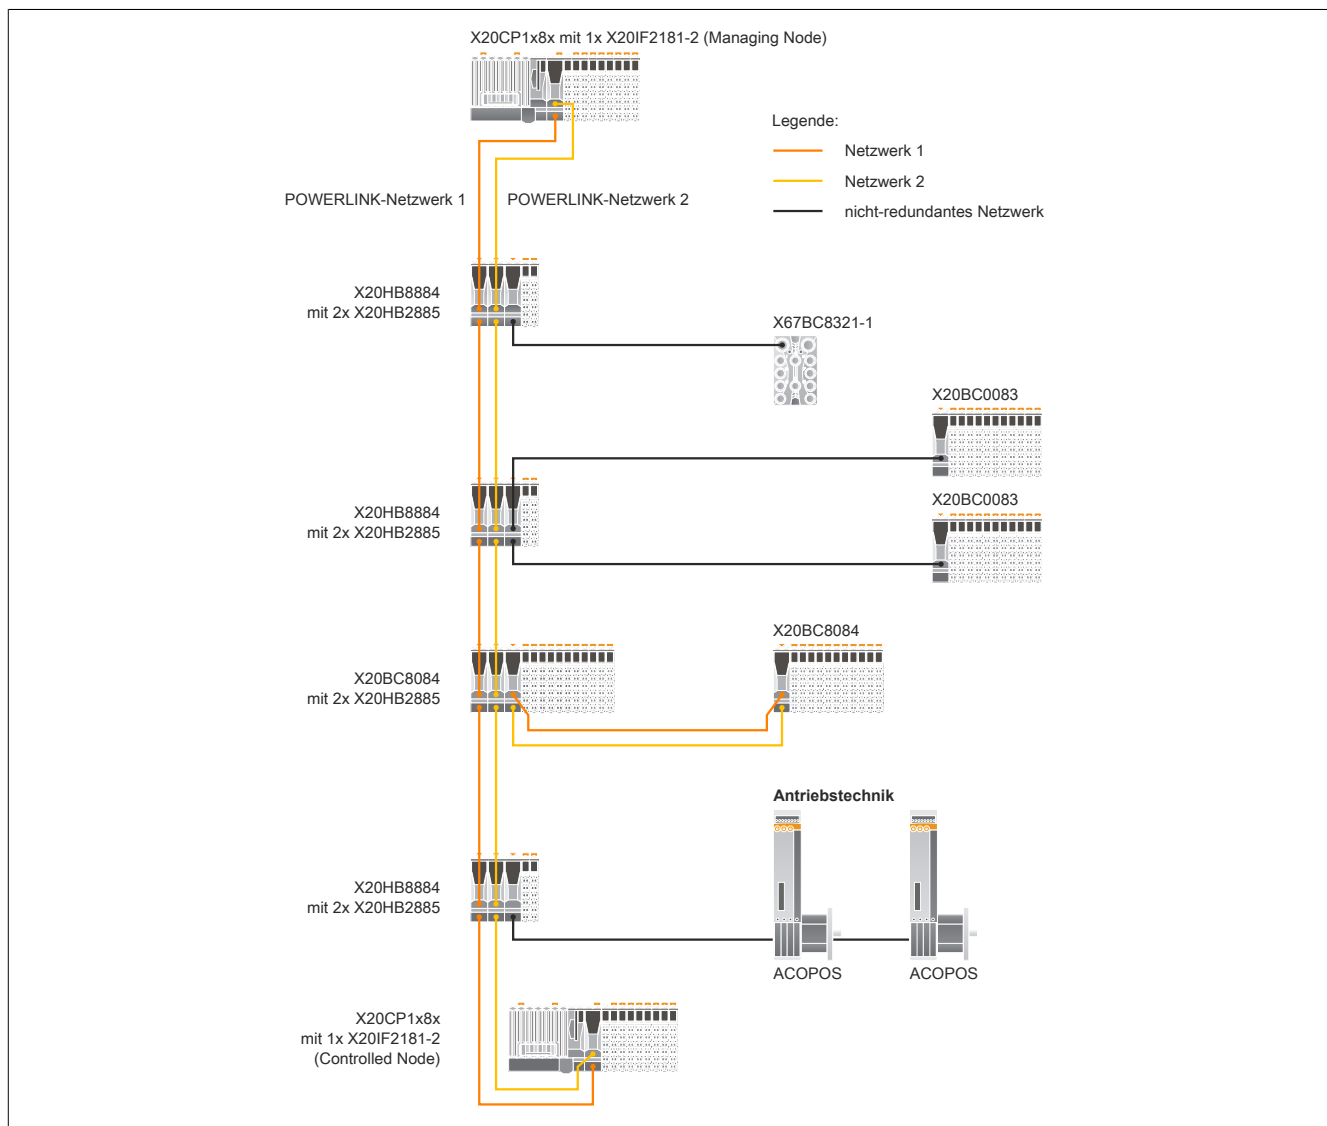 X20CP1x8x mit 1x X20IF2181-2 (Managing Node)
Legende:
Netzwerk 1
Netzwerk 2
nicht-redundantes Netzwerk
POWERLINK-Netzwerk 1
POWERLINK-Netzwerk 2
X20HB8884
mit 2x X20HB2885
X67BC8321-1
X20BC0083
X20HB8884
mit 2x X20HB2885
X20BC0083
X20BC8084
mit 2x X20HB2885
X20BC8084
Antriebstechnik
X20HB8884
mit 2x X20HB2885
ACOPOS
ACOPOS
X20CP1x8x
mit 1x X20IF2181-2
(Controlled Node)